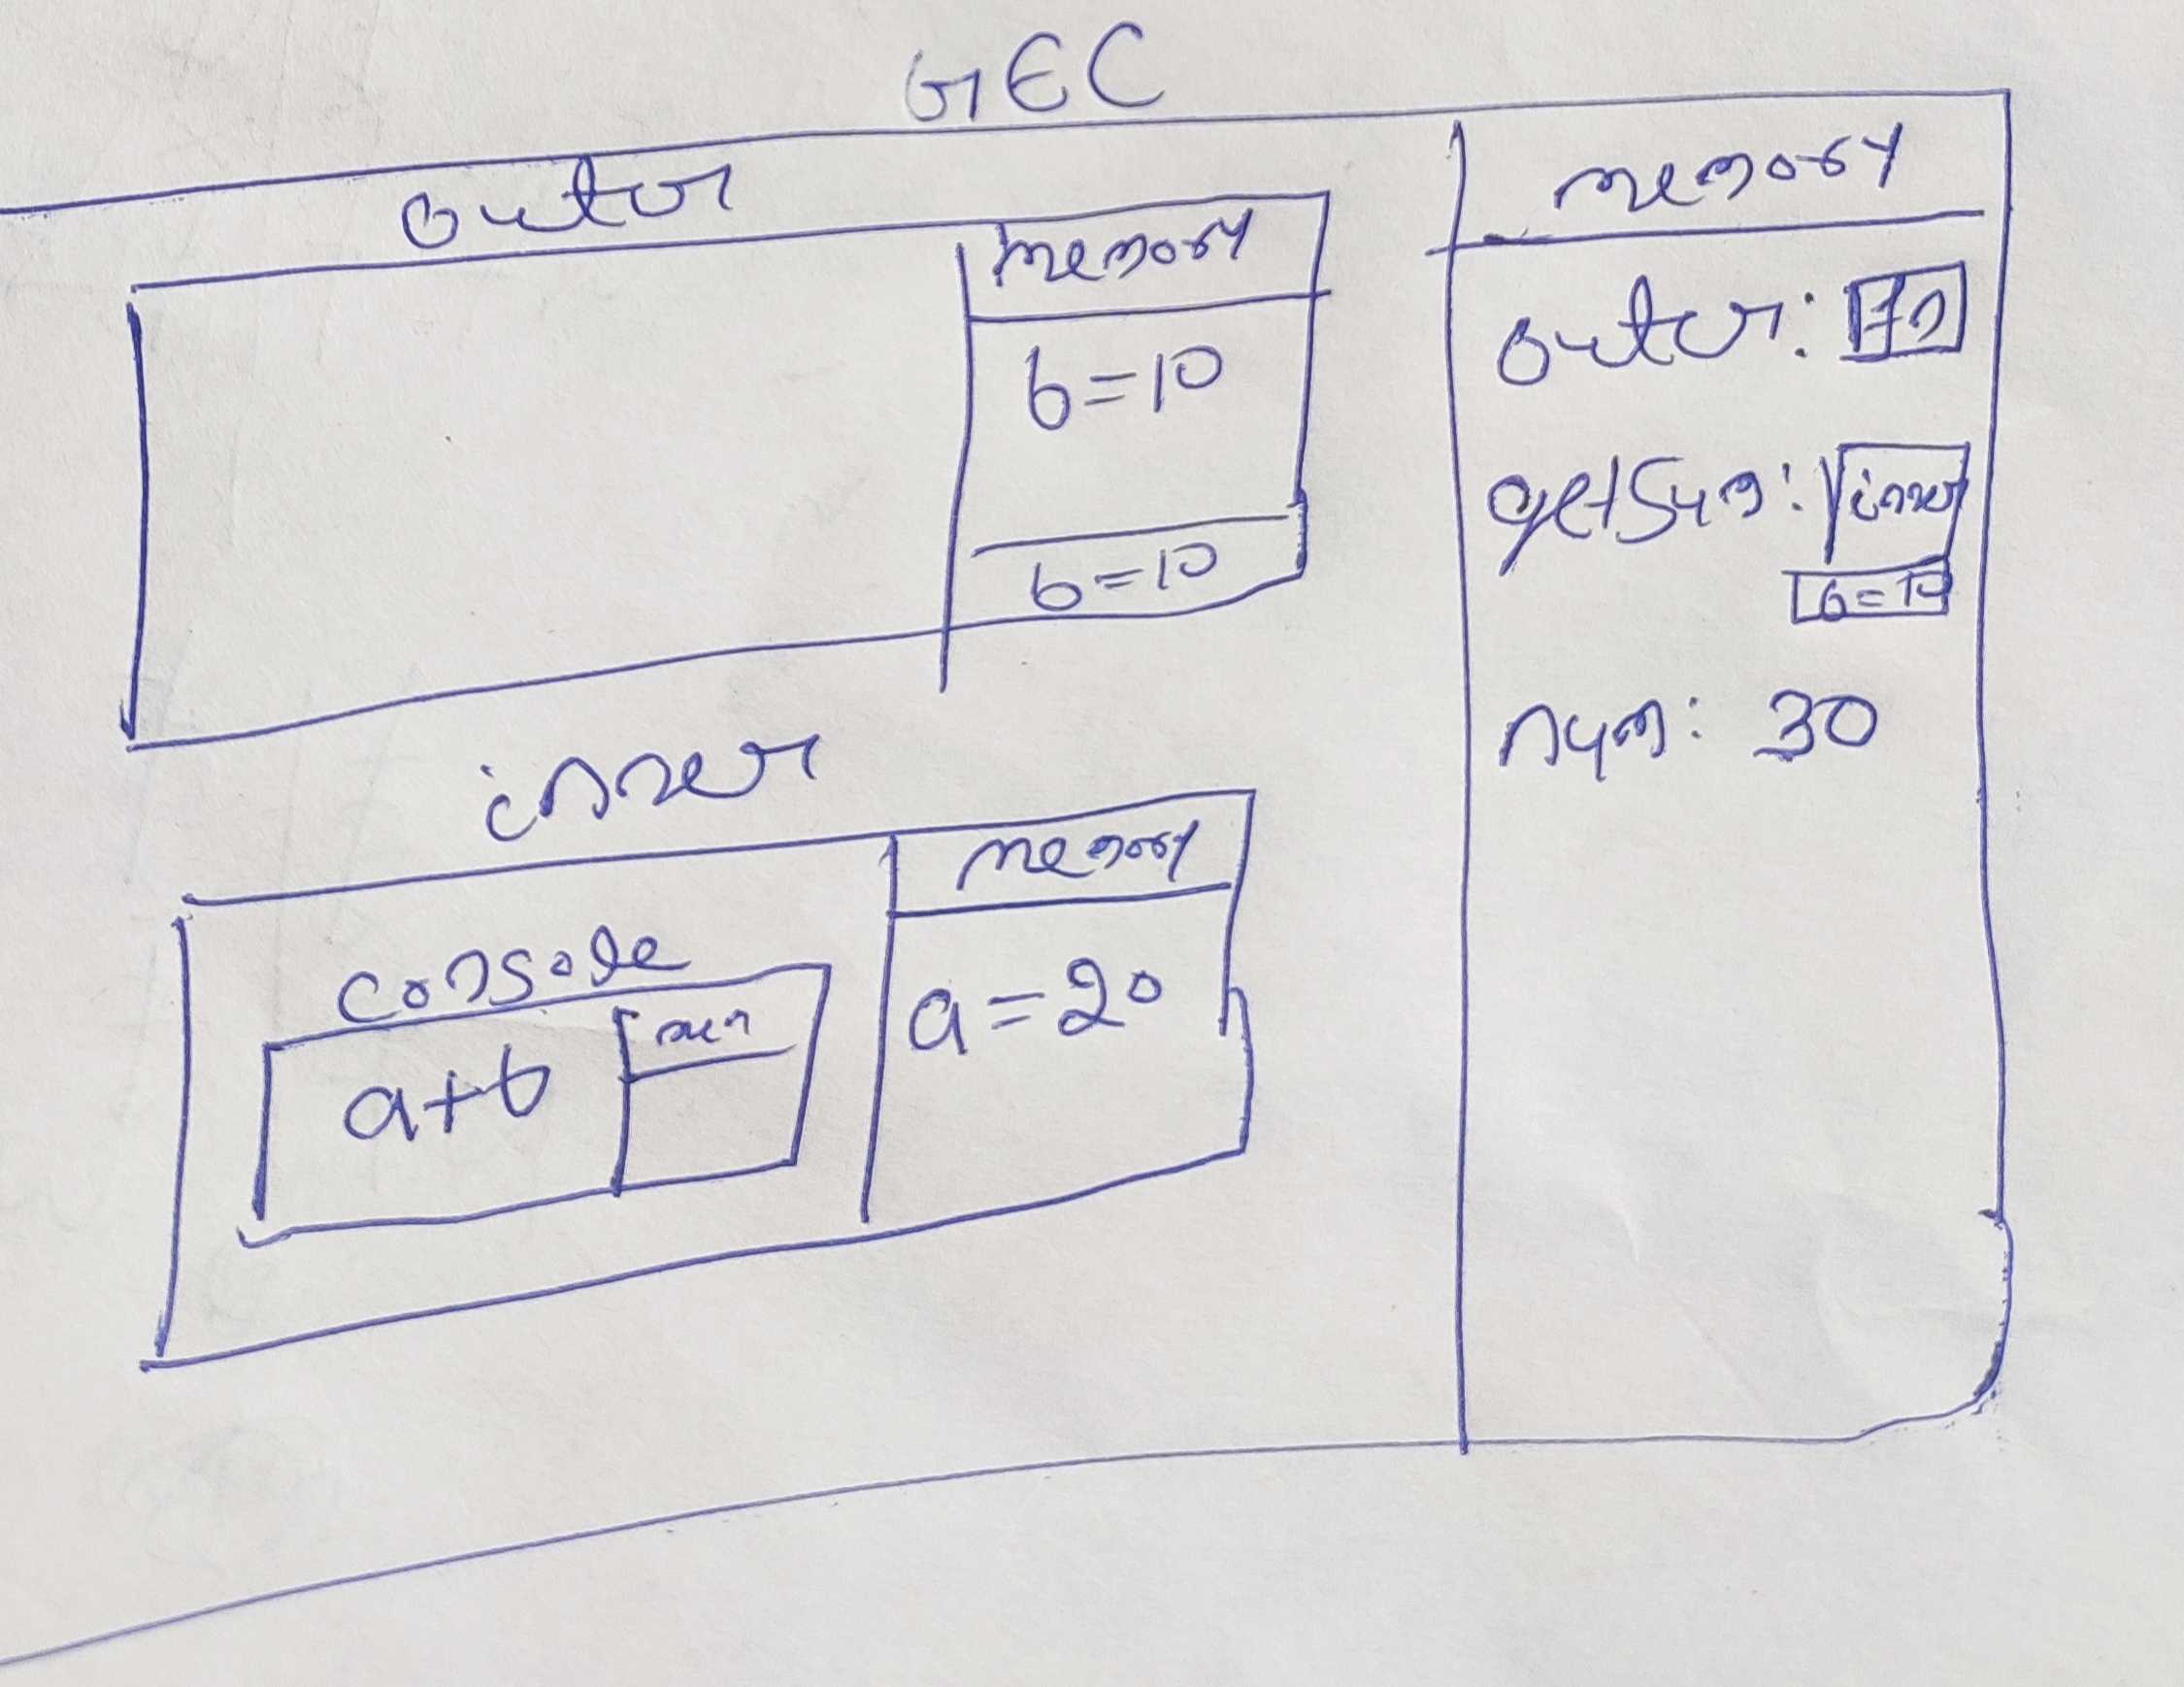 GEC
outer
memory
b=10
b=10
memory
outer: Fn
getSum: inner
b=10
num: 30
inner
memory
a=20
console
mem
a+b